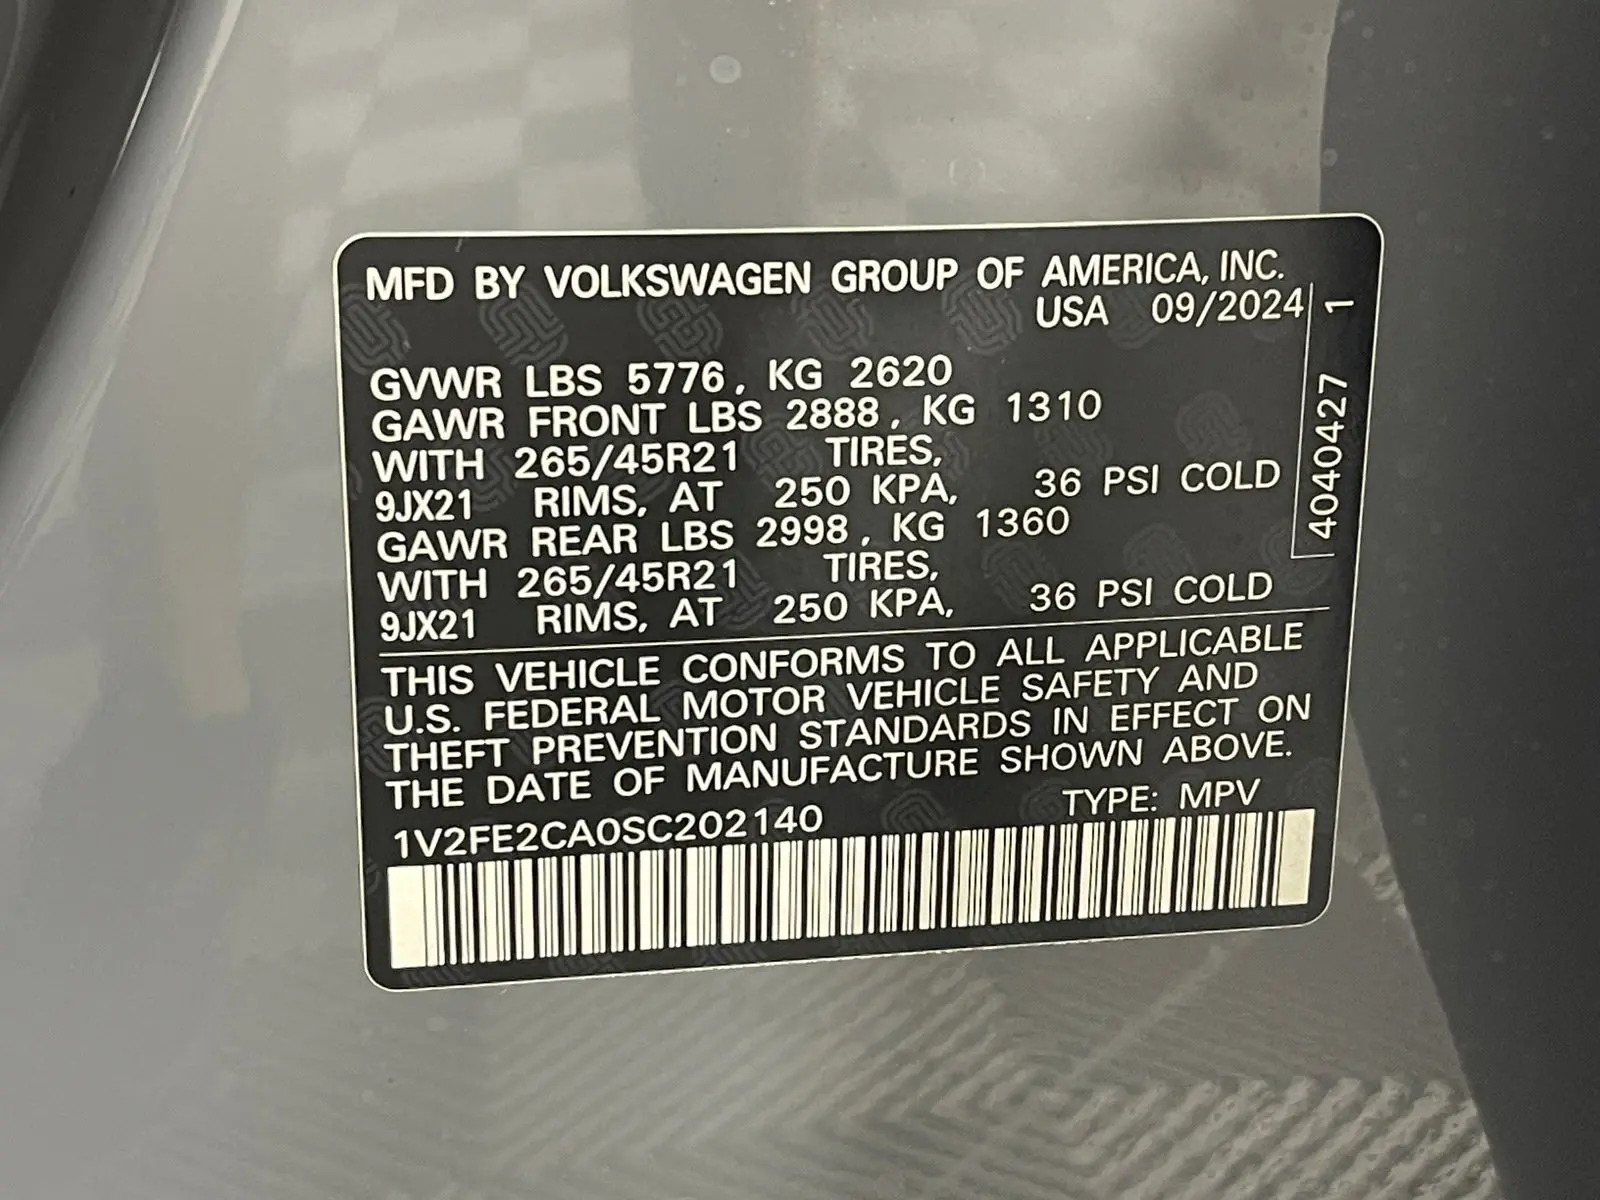 MFD BY VOLKSWAGEN GROUP OF AMERICA, INC.
USA 09/2024
GVWR LBS 5776, KG 2620
GAWR FRONT LBS 2888, KG 1310
WITH 265/45R21 TIRES,
9JX21 RIMS, AT 250 KPA, 36 PSI COLD
GAWR REAR LBS 2998, KG 1360
WITH 265/45R21 TIRES,
9JX21 RIMS, AT 250 KPA, 36 PSI COLD
4040427 1
THIS VEHICLE CONFORMS TO ALL APPLICABLE
U.S. FEDERAL MOTOR VEHICLE SAFETY AND
THEFT PREVENTION STANDARDS IN EFFECT ON
THE DATE OF MANUFACTURE SHOWN ABOVE.
TYPE: MPV
1V2FE2CA0SC202140